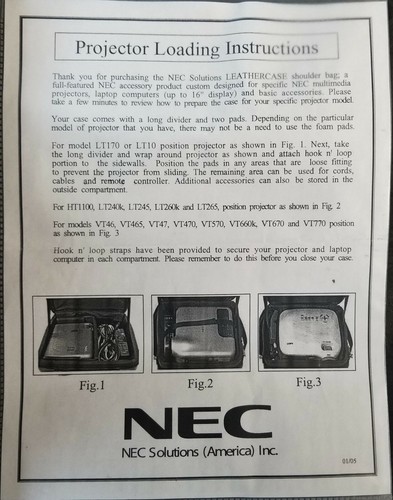 Projector Loading Instructions
Thank you for purchasing the NEC Solutions LEATHERCASE shoulder bag; a
full-featured NEC accessory product custom designed for specific NEC multimedia
projectors, laptop computers (up to 16" display) and basic accessories. Please
take a few minutes to review how to prepare the case for your specific projector model.
Your case comes with a long divider and two pads. Depending on the particular
model of projector that you have, there may not be a need to use the foam pads.
For model LT170 or LT10 position projector as shown in Fig. 1. Next, take
the long divider and wrap around projector as shown and attach hook n' loop
portion to the sidewalls. Position the pads in any areas that are loose fitting
to prevent the projector from sliding. The remaining area can be used for cords,
cables and remote controller. Additional accessories can also be stored in the
outside compartment.
For HT1100, LT240k, LT245, LT260k and LT265, position projector as shown in Fig. 2
For models VT46, VT465, VT47, VT470, VT570, VT660k, VT670 and VT770 position
as shown in Fig. 3
Hook n' loop straps have been provided to secure your projector and laptop
computer in each compartment. Please remember to do this before you close your case.
Fig.1
Fig.2
Fig.3
NEC
NEC Solutions (America) Inc.
01/05